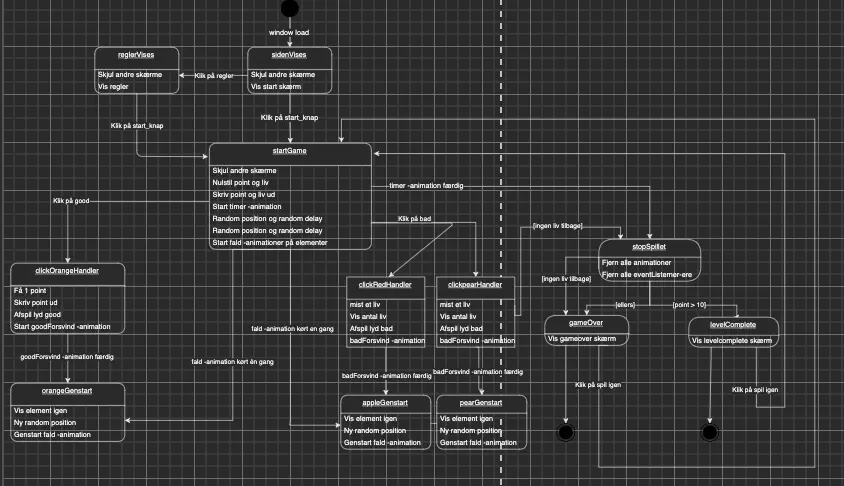 window load
reglerVises
Skjul andre skærme
Vis regler
sidenVises
Skjul andre skærme
Vis start skærm
Klik på regler
Klik på start_knap
Klik på start_knap
startGame
Skjul andre skærme
Nulstil point og liv
Skriv point og liv ud
Start timer -animation
Random position og random delay
Random position og random delay
Start fald -animationer på elementer
timer -animation færdig
Klik på good
Klik på bad
[ingen liv tilbage]
stopSpillet
Fjern alle animationer
Fjern alle eventListerner-ere
clickOrangeHandler
Få 1 point
Skriv point ud
Afspil lyd good
Start goodForsvind -animation
clickRedHandler
mist et liv
Vis antal liv
Afspil lyd bad
badForsvind -animation
clickpearHandler
mist et liv
Vis antal liv
Afspil lyd bad
badForsvind -animation
[ingen liv tilbage]
[ellers]
[point > 10]
gameOver
Vis gameover skærm
levelComplete
Vis levelcomplete skærm
fald -animation kørt en gang
goodForsvind -animation færdig
fald -animation kørt èn gang
badForsvind -animation færdig
badForsvind -animation færdig
Klik på spil igen
Klik på spil igen
orangeGenstart
Vis element igen
Ny random position
Genstart fald -animation
appleGenstart
Vis element igen
Ny random position
Genstart fald -animation
pearGenstart
Vis element igen
Ny random position
Genstart fald -animation